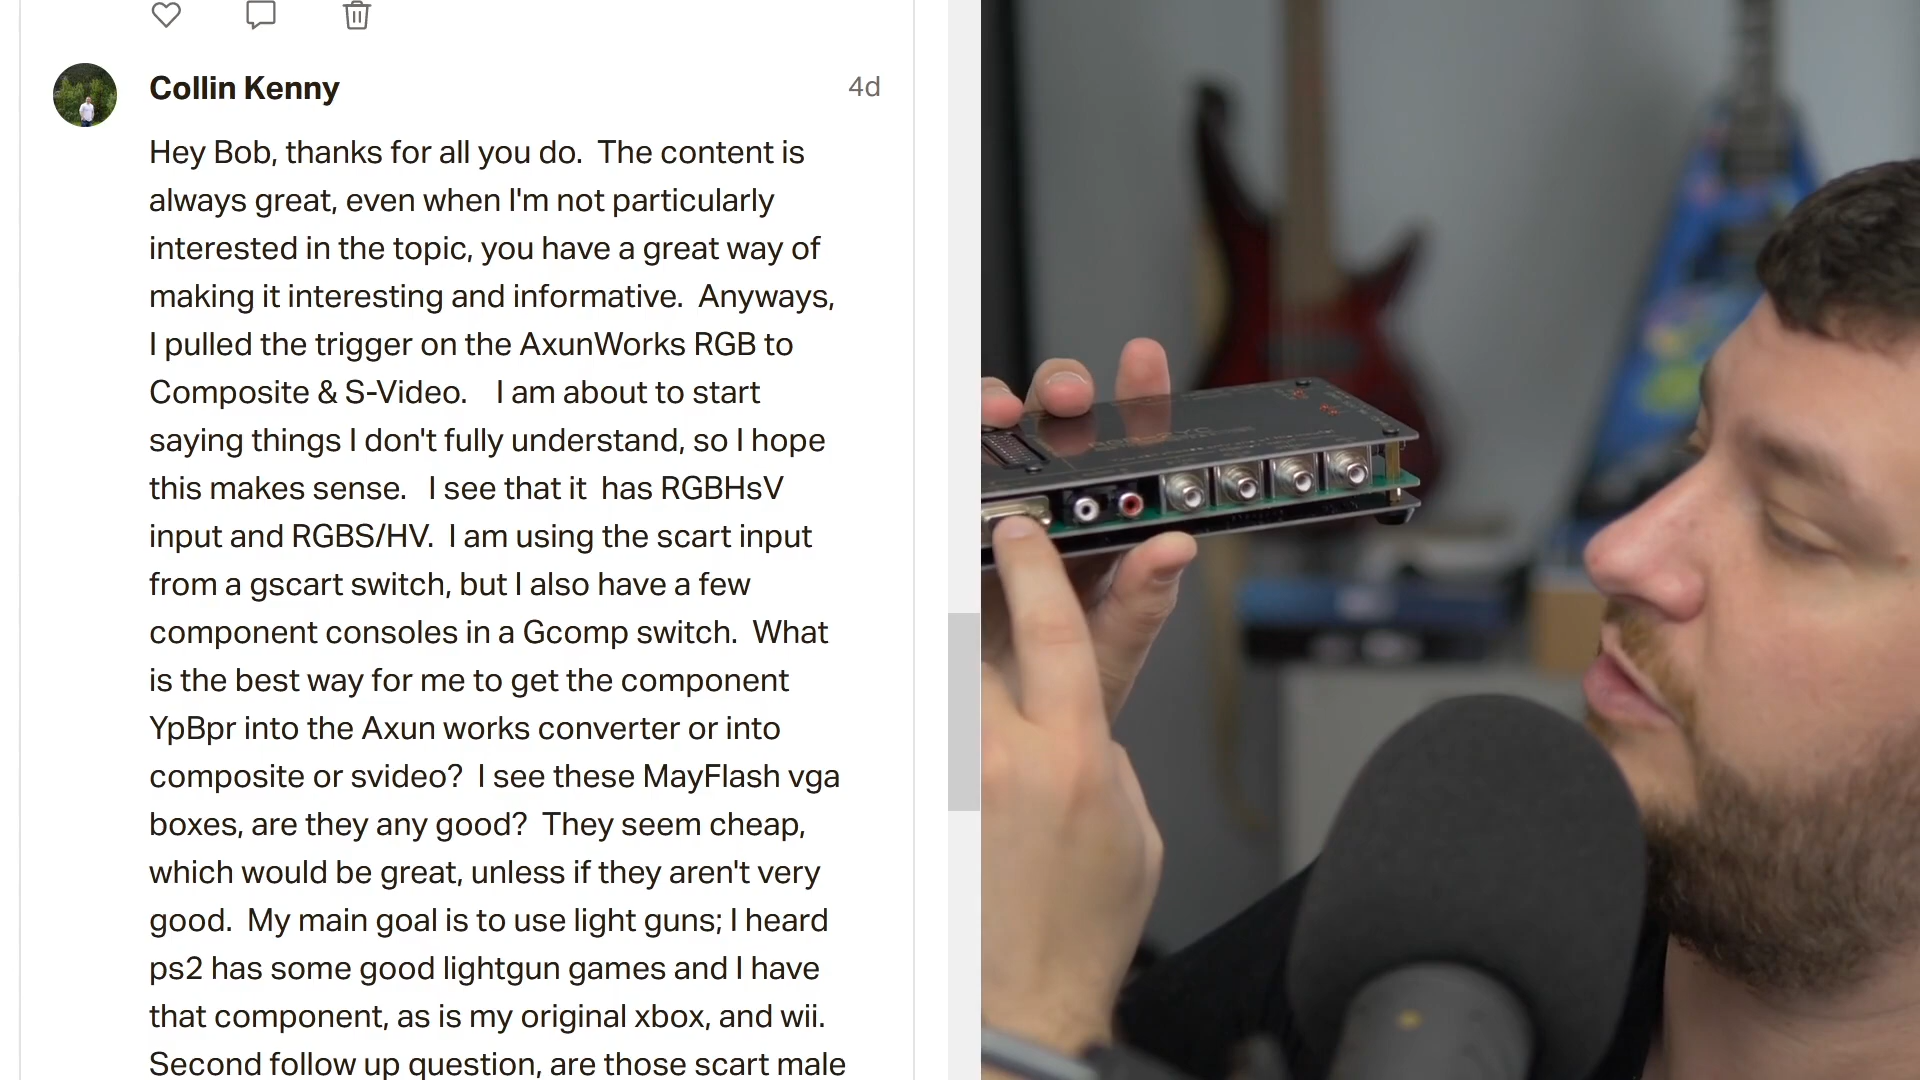 Collin Kenny
4d
Hey Bob, thanks for all you do.  The content is
always great, even when I'm not particularly
interested in the topic, you have a great way of
making it interesting and informative.  Anyways,
I pulled the trigger on the AxunWorks RGB to
Composite & S-Video.    I am about to start
saying things I don't fully understand, so I hope
this makes sense.   I see that it  has RGBHsV
input and RGBS/HV.  I am using the scart input
from a gscart switch, but I also have a few
component consoles in a Gcomp switch.  What
is the best way for me to get the component
YpBpr into the Axun works converter or into
composite or svideo?  I see these MayFlash vga
boxes, are they any good?  They seem cheap,
which would be great, unless if they aren't very
good.  My main goal is to use light guns; I heard
ps2 has some good lightgun games and I have
that component, as is my original xbox, and wii.
Second follow up question, are those scart male